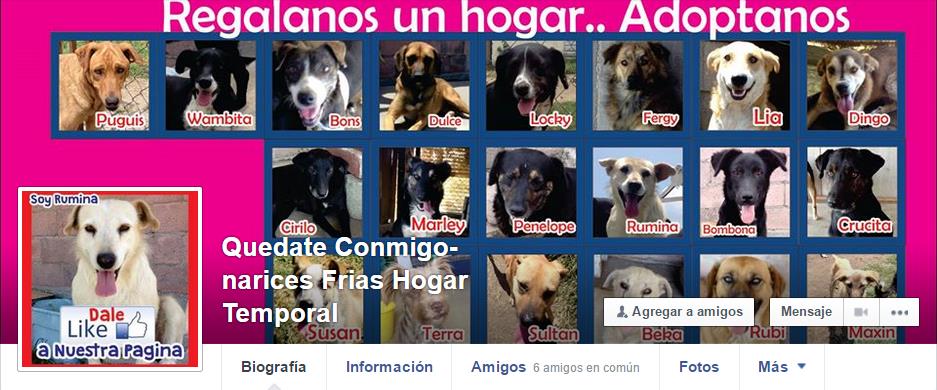 Regalanos un hogar.. Adoptanos
Puguis Wambita Bons Dulce Locky Fergy Lia Dingo
Cirilo Marley Penelope Rumina Bombona Crucita
Susan Terra Sultan Beka Rubi Maxin
Soy Rumina
Dale
Like
a Nuestra Pagina
Quedate Conmigo-
narices Frias Hogar
Temporal
Agregar a amigos Mensaje
Biografía Información Amigos 6 amigos en común Fotos Más